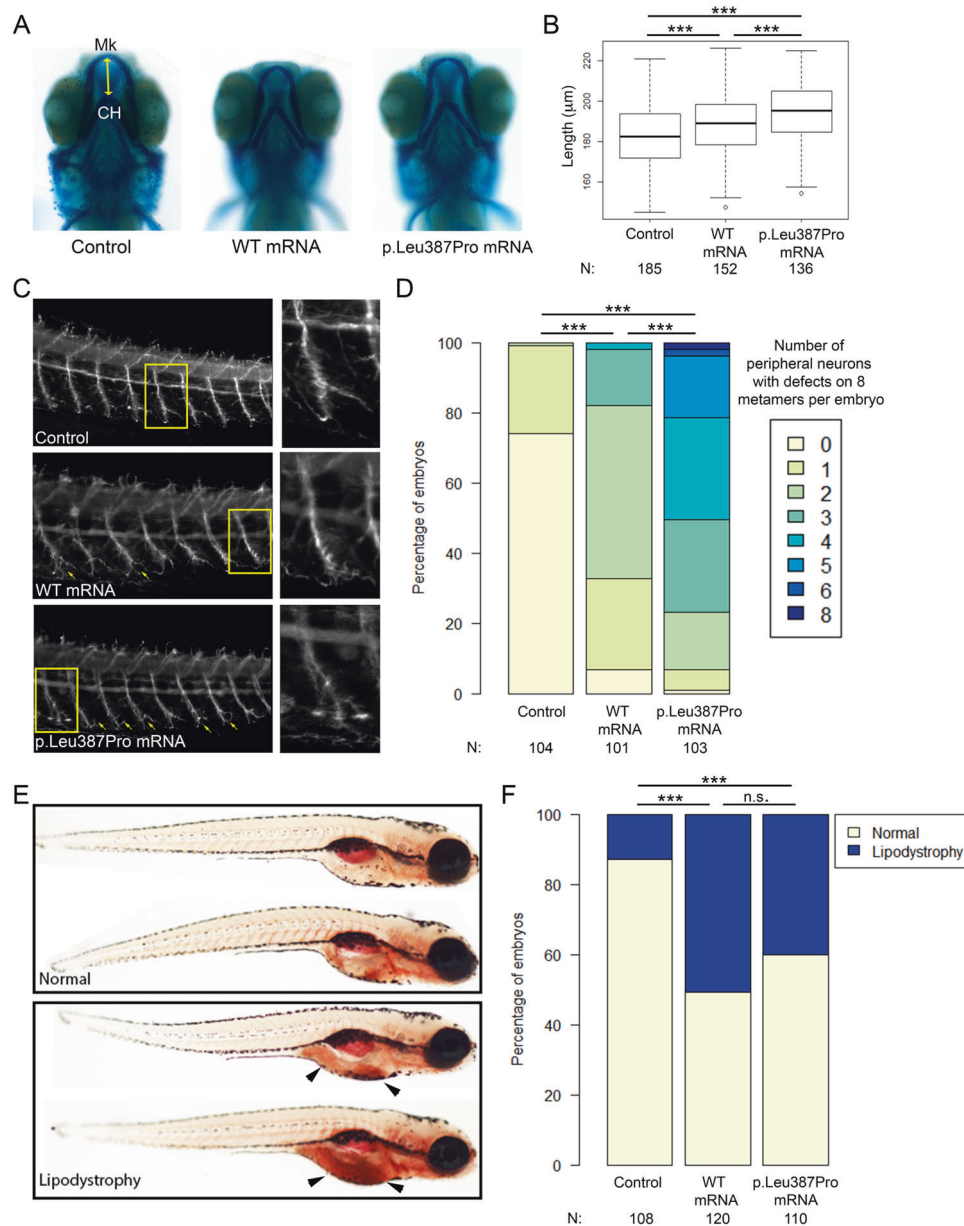 A
Mk
CH
Control
WT mRNA
p.Leu387Pro mRNA
B
***
***
***
Length (µm)
220
200
180
160
Control
WT
mRNA
p.Leu387Pro
mRNA
N:
185
152
136
C
Control
WT mRNA
p.Leu387Pro mRNA
D
***
***
***
Percentage of embryos
100
80
60
40
20
0
Control
WT
mRNA
p.Leu387Pro
mRNA
N:
104
101
103
Number of
peripheral neurons
with defects on 8
metamers per embryo
0
1
2
3
4
5
6
8
E
Normal
Lipodystrophy
F
***
***
n.s.
Percentage of embryos
100
80
60
40
20
0
Normal
Lipodystrophy
Control
WT
mRNA
p.Leu387Pro
mRNA
N:
108
120
110